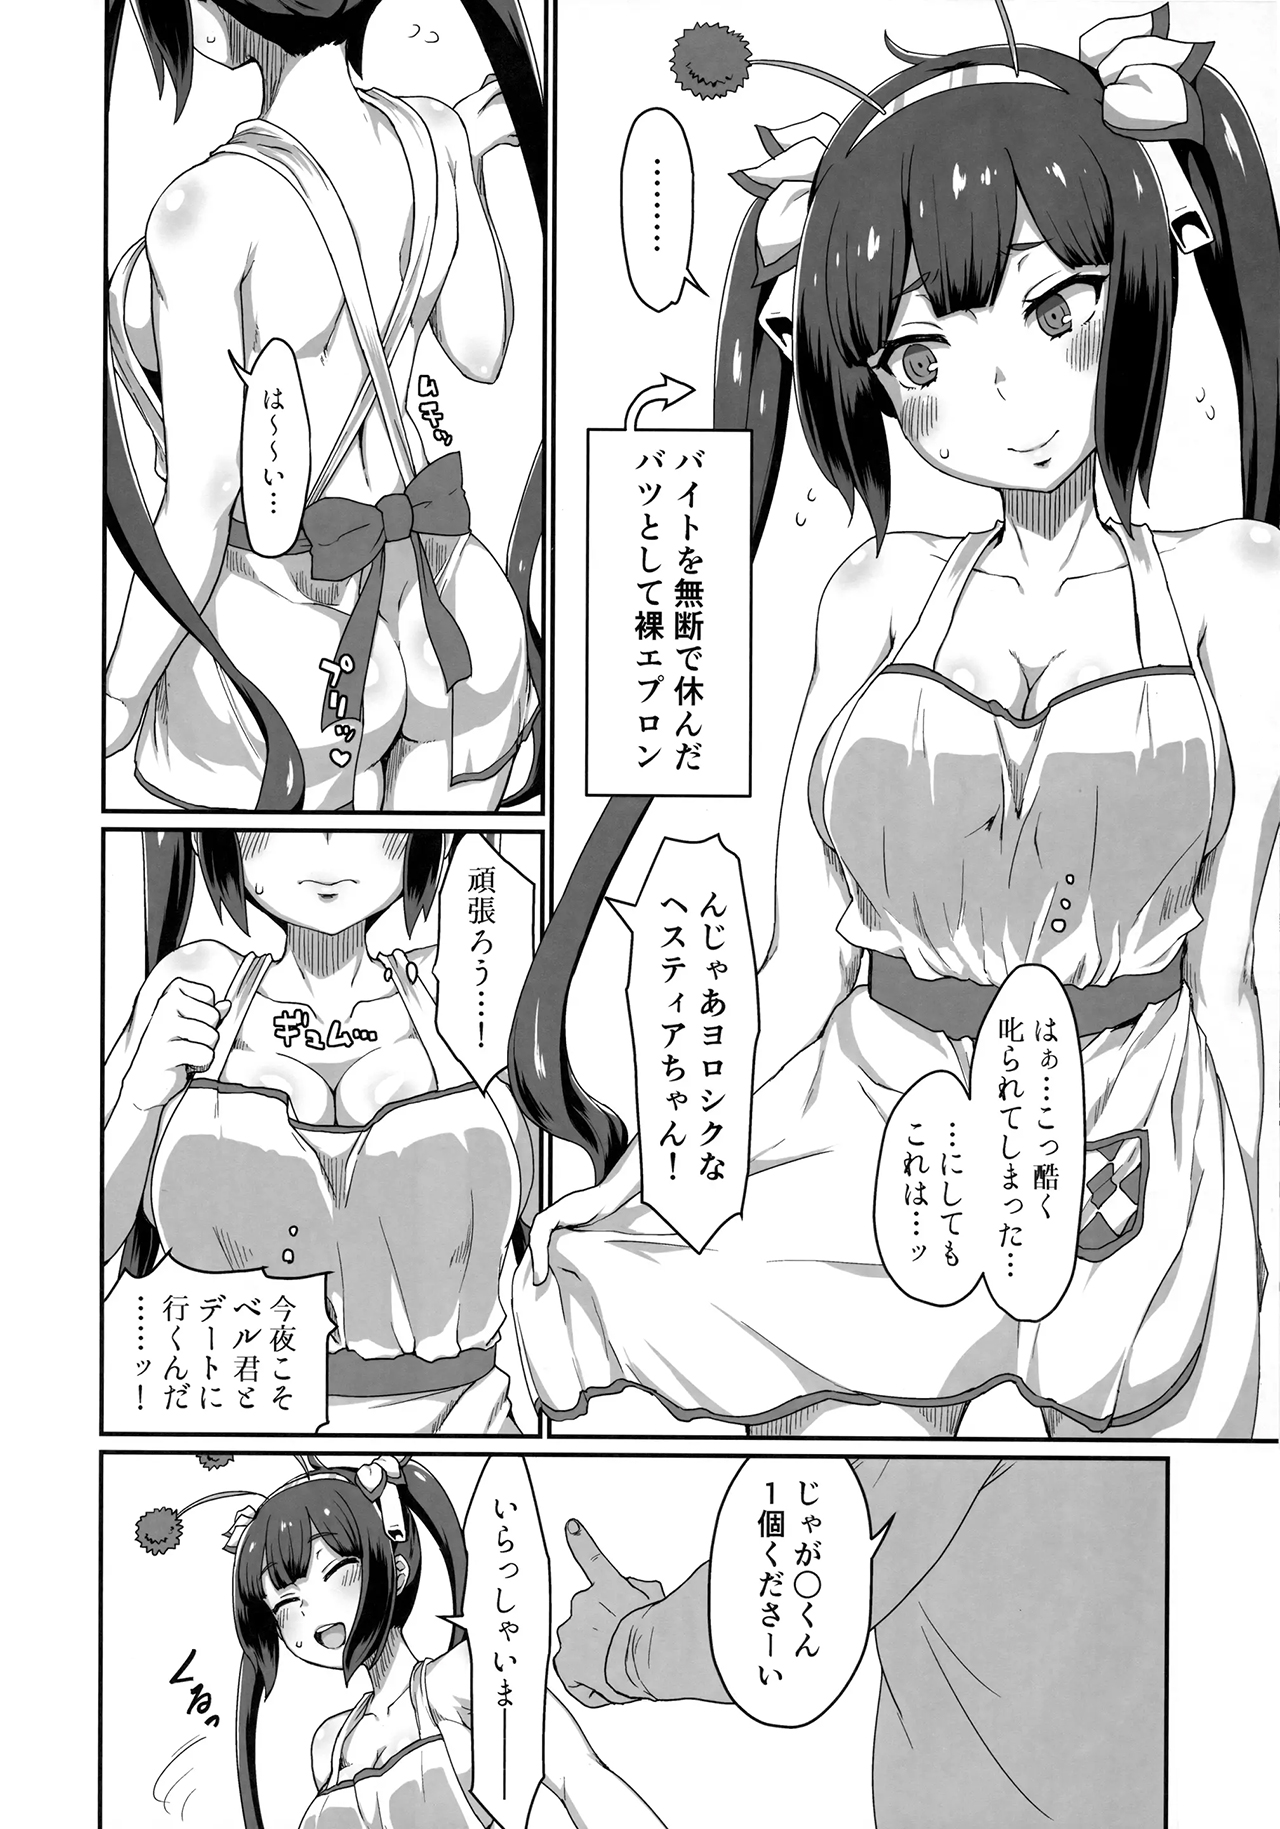 ………
バイトを無断で休んだ
バツとして裸エプロン
はぁ…こっ酷く
叱られてしまった…
…にしても
これは…ッ
んじゃあヨロシクな
ヘスティアちゃん！
は〜〜い…
ムチッ
プリッ♥
頑張ろう…！
ギュム…
今夜こそ
ベル君と
デートに
行くんだ
……ッ！
じゃが〇くん
１個くださーい
いらっしゃいま――
くるっ